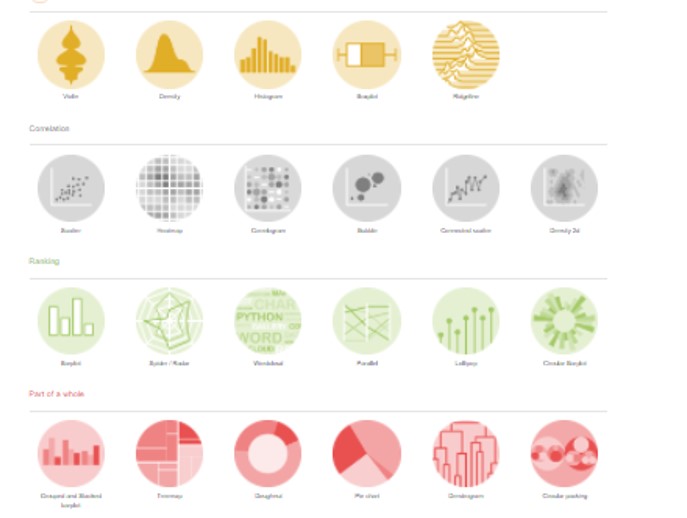 Violin
Density
Histogram
Boxplot
Ridgeline
Correlation
Scatter
Heatmap
Correlogram
Bubble
Connected scatter
Density 2d
Ranking
Barplot
Spider / Radar
CHAR
PYTHON
WORD
CLOUD
Wordcloud
Parallel
Lollipop
Circular Barplot
Part of a whole
Grouped and Stacked
barplot
Treemap
Doughnut
Pie chart
Dendrogram
Circular packing